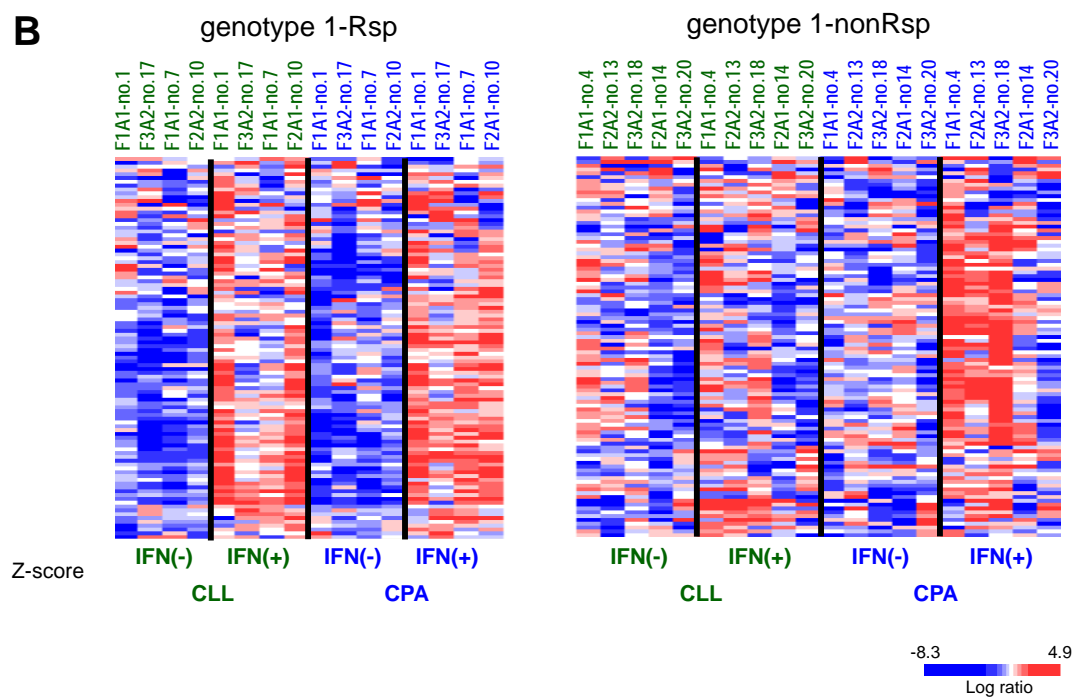 B
genotype 1-Rsp
genotype 1-nonRsp
F1A1-no.1
F3A2-no.17
F1A1-no.7
F2A2-no.10
F1A1-no.1
F3A2-no.17
F1A1-no.7
F2A1-no.10
F1A1-no.1
F3A2-no.17
F1A1-no.7
F2A2-no.10
F1A1-no.1
F3A2-no.17
F1A1-no.7
F2A1-no.10
F1A1-no.4
F2A2-no.13
F3A2-no.18
F2A1-no14
F3A2-no.20
F1A1-no.4
F2A2-no.13
F3A2-no.18
F2A1-no14
F3A2-no.20
F1A1-no.4
F2A2-no.13
F3A2-no.18
F2A1-no14
F3A2-no.20
F1A1-no.4
F2A2-no.13
F3A2-no.18
F2A1-no14
F3A2-no.20
IFN(-) IFN(+) IFN(-) IFN(+)
IFN(-) IFN(+) IFN(-) IFN(+)
Z-score
CLL CPA
CLL CPA
-8.3 4.9
Log ratio